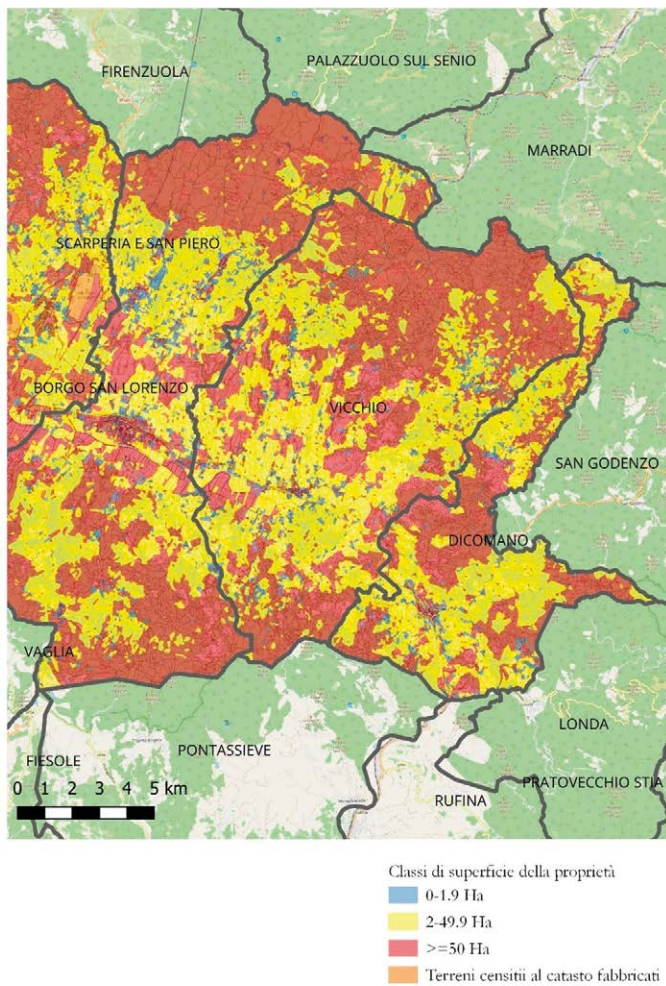 PALAZZUOLO SUL SENIO
FIRENZUOLA
MARRADI
SCARPERIA E SAN PIERO
BORGO SAN LORENZO
VICCHIO
SAN GODENZO
DICOMANO
VAGLIA
LONDA
PONTASSIEVE
FIESOLE
PRATOVECCHIO STIA
0 1 2 3 4 5 km
RUFINA
Classi di superficie della proprietà
0-1.9 Ha
2-49.9 Ha
>=50 Ha
Terreni censitii al catasto fabbricati